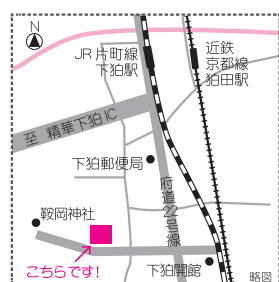 N
JR片町線
下狛駅
近鉄
京都線
狛田駅
至 精華下狛IC
下狛郵便局
府道22号線
鞍岡神社
こちらです!
下狛開館
略図